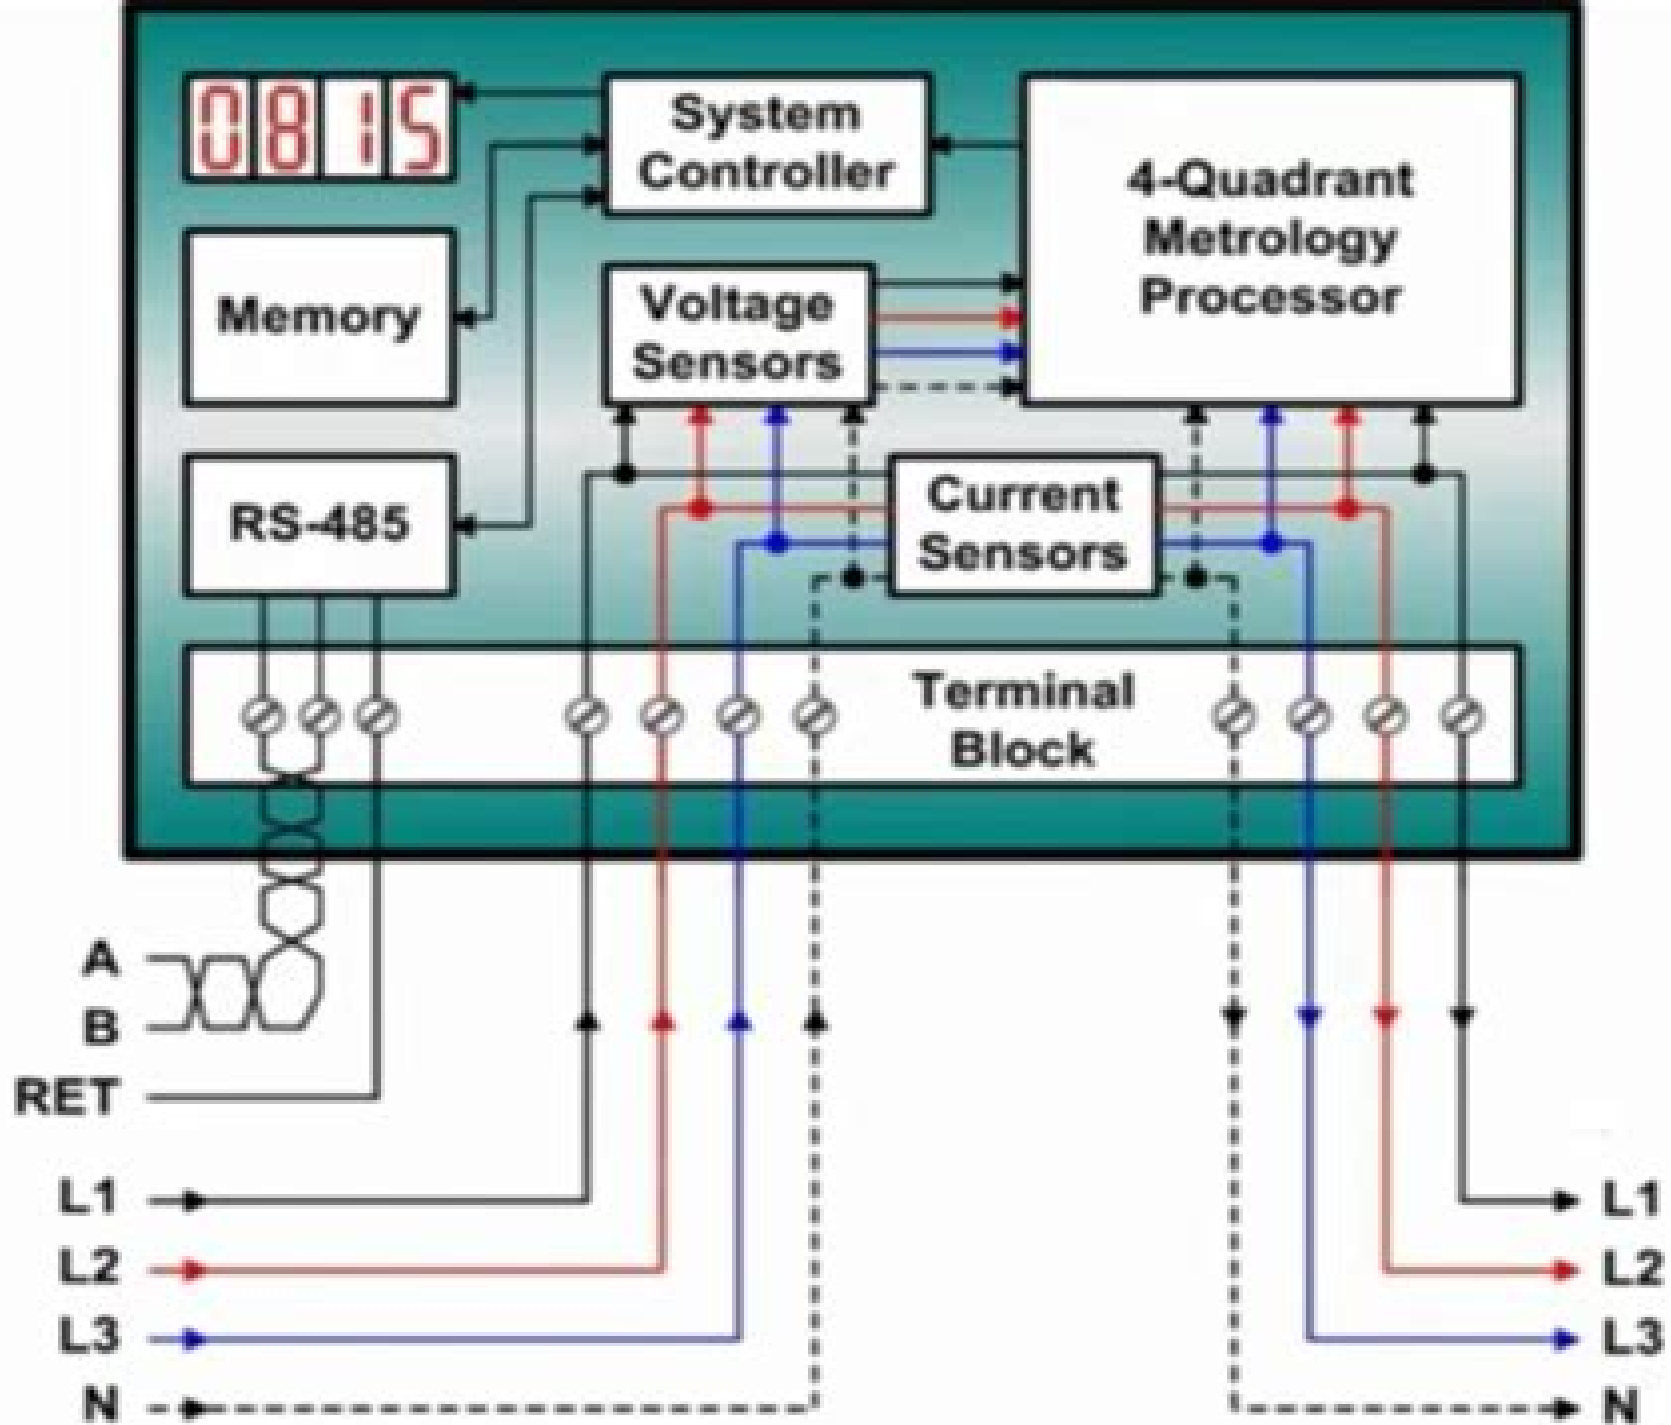 0815
System
Controller
4-Quadrant
Metrology
Processor
Memory
Voltage
Sensors
RS-485
Current
Sensors
Terminal
Block
A
B
RET
L1
L2
L3
N
L1
L2
L3
N